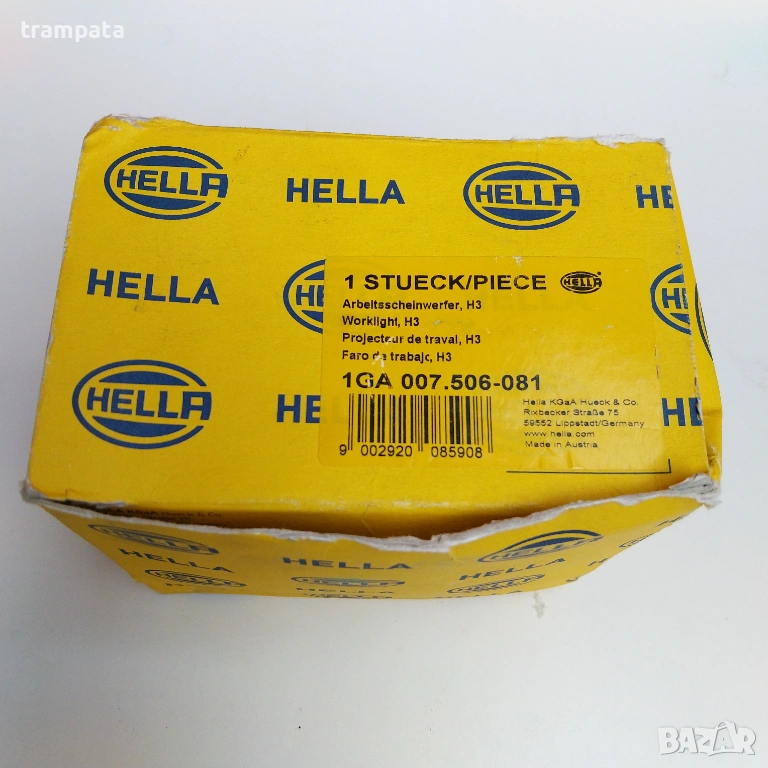 trampata
HELLA HELLA HELLA HE
HELLA
1 STUECK/PIECE HELLA
Arbeitsscheinwerfer, H3
Worklight, H3
Projecteur de traval, H3
Faro de trabajo, H3
1GA 007.506-081
HELLA HE
Hella KGaA Hueck & Co.
Rixbecker Straße 75
59552 Lippstadt/Germany
www.hella.com
Made in Austria
9 002920 085908
HELLA HELLA HELLA
HELLA HELLA HELLA
BAZAR